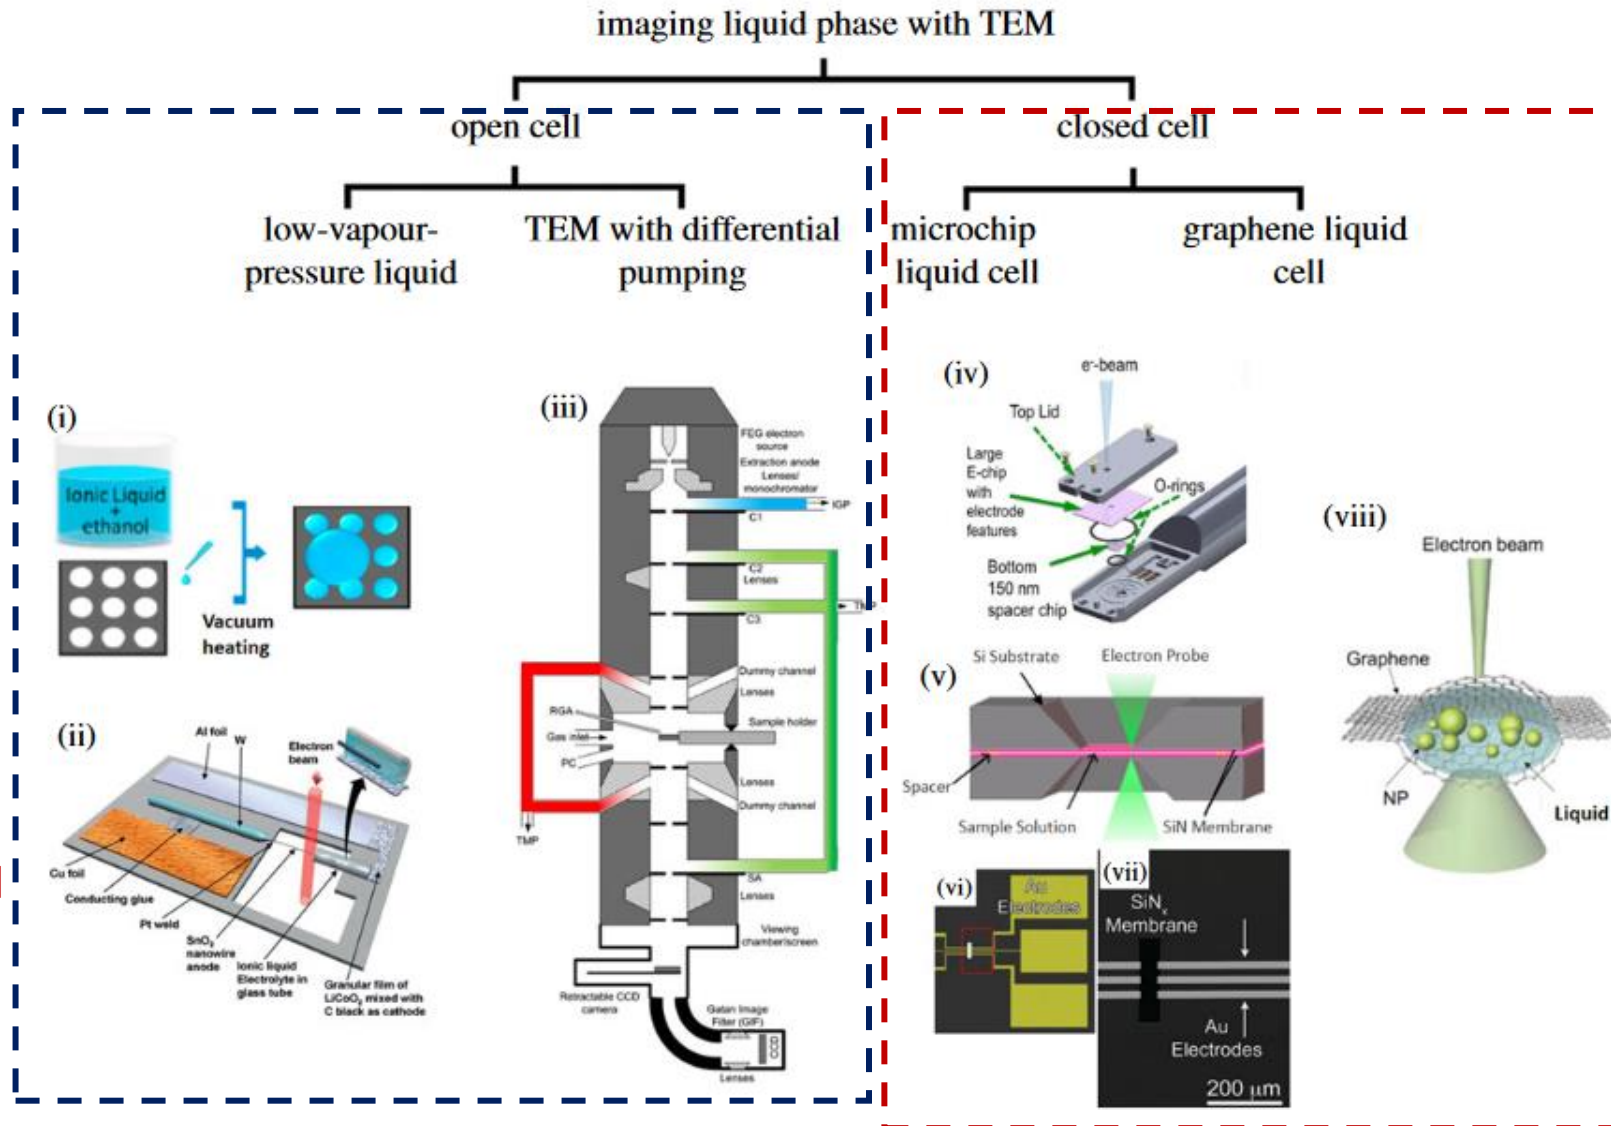 imaging liquid phase with TEM
open cell
closed cell
low-vapour-
pressure liquid
TEM with differential
pumping
microchip
liquid cell
graphene liquid
cell
(i)
Ionic Liquid
+
ethanol
Vacuum
heating
(ii)
Al foil
W
Electron
beam
Cu foil
Conducting glue
Pt weld
SnO₂
nanowire
anode
Ionic liquid
Electrolyte in
glass tube
Granular film of
LiCoO₂ mixed with
C black as cathode
(iii)
FEG electron
source
Extraction anode
Lenses/
monochromator
IGP
C1
C2
Lenses
TMP
C3
Dummy channel
Lenses
RGA
Sample holder
Gas inlet
PC
Lenses
Dummy channel
TMP
SA
Lenses
Viewing
chamber/screen
Retractable CCD
camera
Gatan Image
Filter (GIF)
CCD
Lenses
(iv)
e⁻-beam
Top Lid
Large
E-chip
with
electrode
features
O-rings
Bottom
150 nm
spacer chip
(v)
Si Substrate
Electron Probe
Spacer
Sample Solution
SiN Membrane
(vi)
Au
Electrodes
(vii)
SiNₓ
Membrane
Au
Electrodes
200 μm
(viii)
Electron beam
Graphene
NP
Liquid